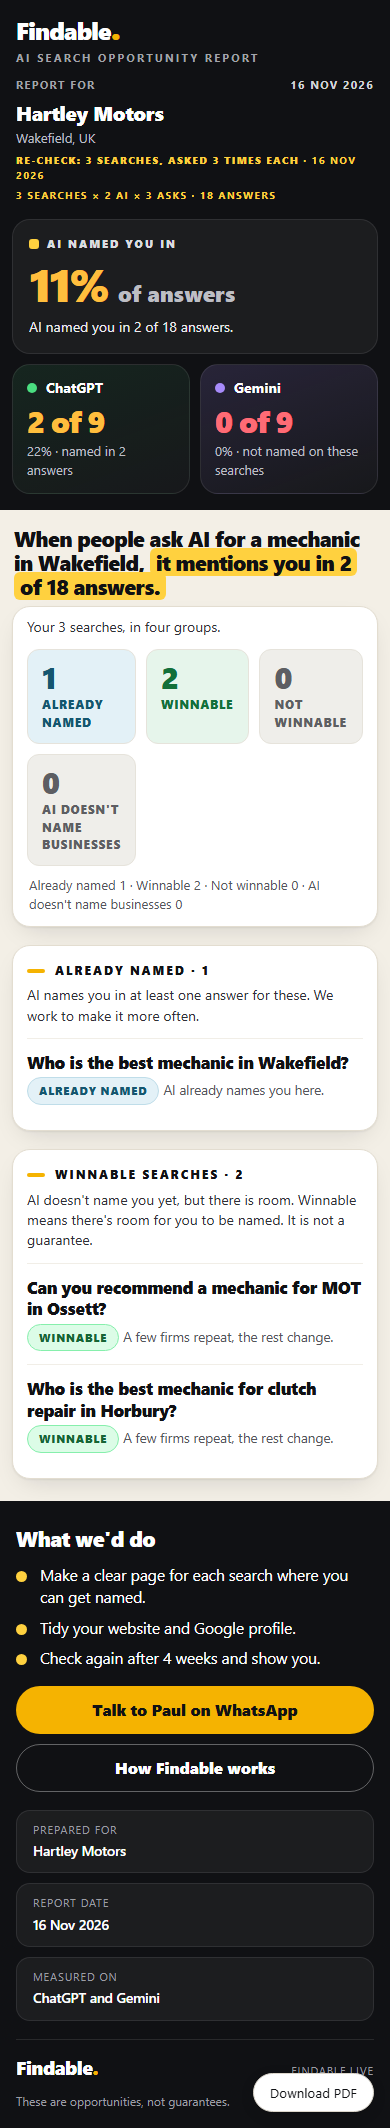 Findable.
AI SEARCH OPPORTUNITY REPORT
REPORT FOR
16 NOV 2026
Hartley Motors
Wakefield, UK
RE-CHECK: 3 SEARCHES, ASKED 3 TIMES EACH · 16 NOV
2026
3 SEARCHES × 2 AI × 3 ASKS · 18 ANSWERS
AI NAMED YOU IN
11% of answers
AI named you in 2 of 18 answers.
ChatGPT
2 of 9
22% · named in 2
answers
Gemini
0 of 9
0% · not named on these
searches
When people ask AI for a mechanic
in Wakefield, it mentions you in 2
of 18 answers.
Your 3 searches, in four groups.
1
ALREADY
NAMED
2
WINNABLE
0
NOT
WINNABLE
0
AI DOESN'T
NAME
BUSINESSES
Already named 1 · Winnable 2 · Not winnable 0 · AI
doesn't name businesses 0
ALREADY NAMED · 1
AI names you in at least one answer for these. We
work to make it more often.
Who is the best mechanic in Wakefield?
ALREADY NAMED AI already names you here.
WINNABLE SEARCHES · 2
AI doesn't name you yet, but there is room. Winnable
means there's room for you to be named. It is not a
guarantee.
Can you recommend a mechanic for MOT
in Ossett?
WINNABLE A few firms repeat, the rest change.
Who is the best mechanic for clutch
repair in Horbury?
WINNABLE A few firms repeat, the rest change.
What we'd do
Make a clear page for each search where you
can get named.
Tidy your website and Google profile.
Check again after 4 weeks and show you.
Talk to Paul on WhatsApp
How Findable works
PREPARED FOR
Hartley Motors
REPORT DATE
16 Nov 2026
MEASURED ON
ChatGPT and Gemini
Findable.
FINDABLE.LIVE
These are opportunities, not guarantees.
Download PDF